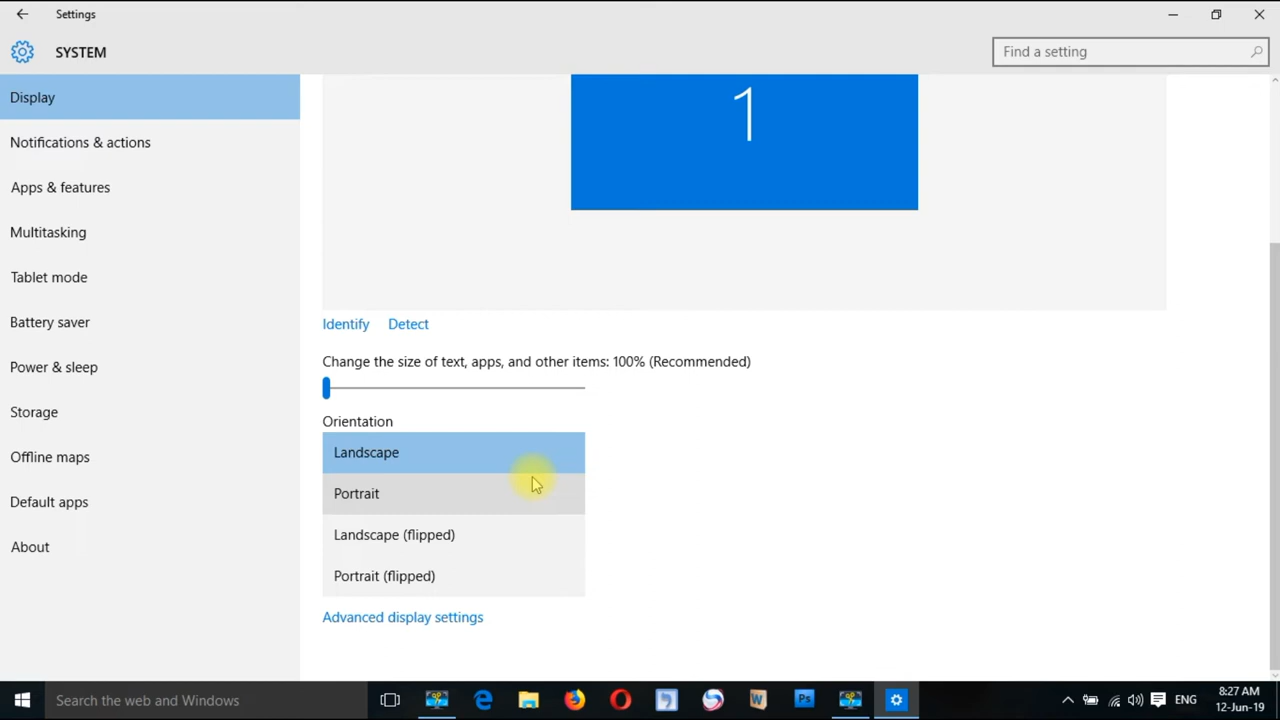 Settings
SYSTEM
Find a setting
Display
Notifications & actions
Apps & features
Multitasking
Tablet mode
Battery saver
Power & sleep
Storage
Offline maps
Default apps
About
1
Identify Detect
Change the size of text, apps, and other items: 100% (Recommended)
Orientation
Landscape
Portrait
Landscape (flipped)
Portrait (flipped)
Advanced display settings
Search the web and Windows
W
Ps
ENG
8:27 AM
12-Jun-19